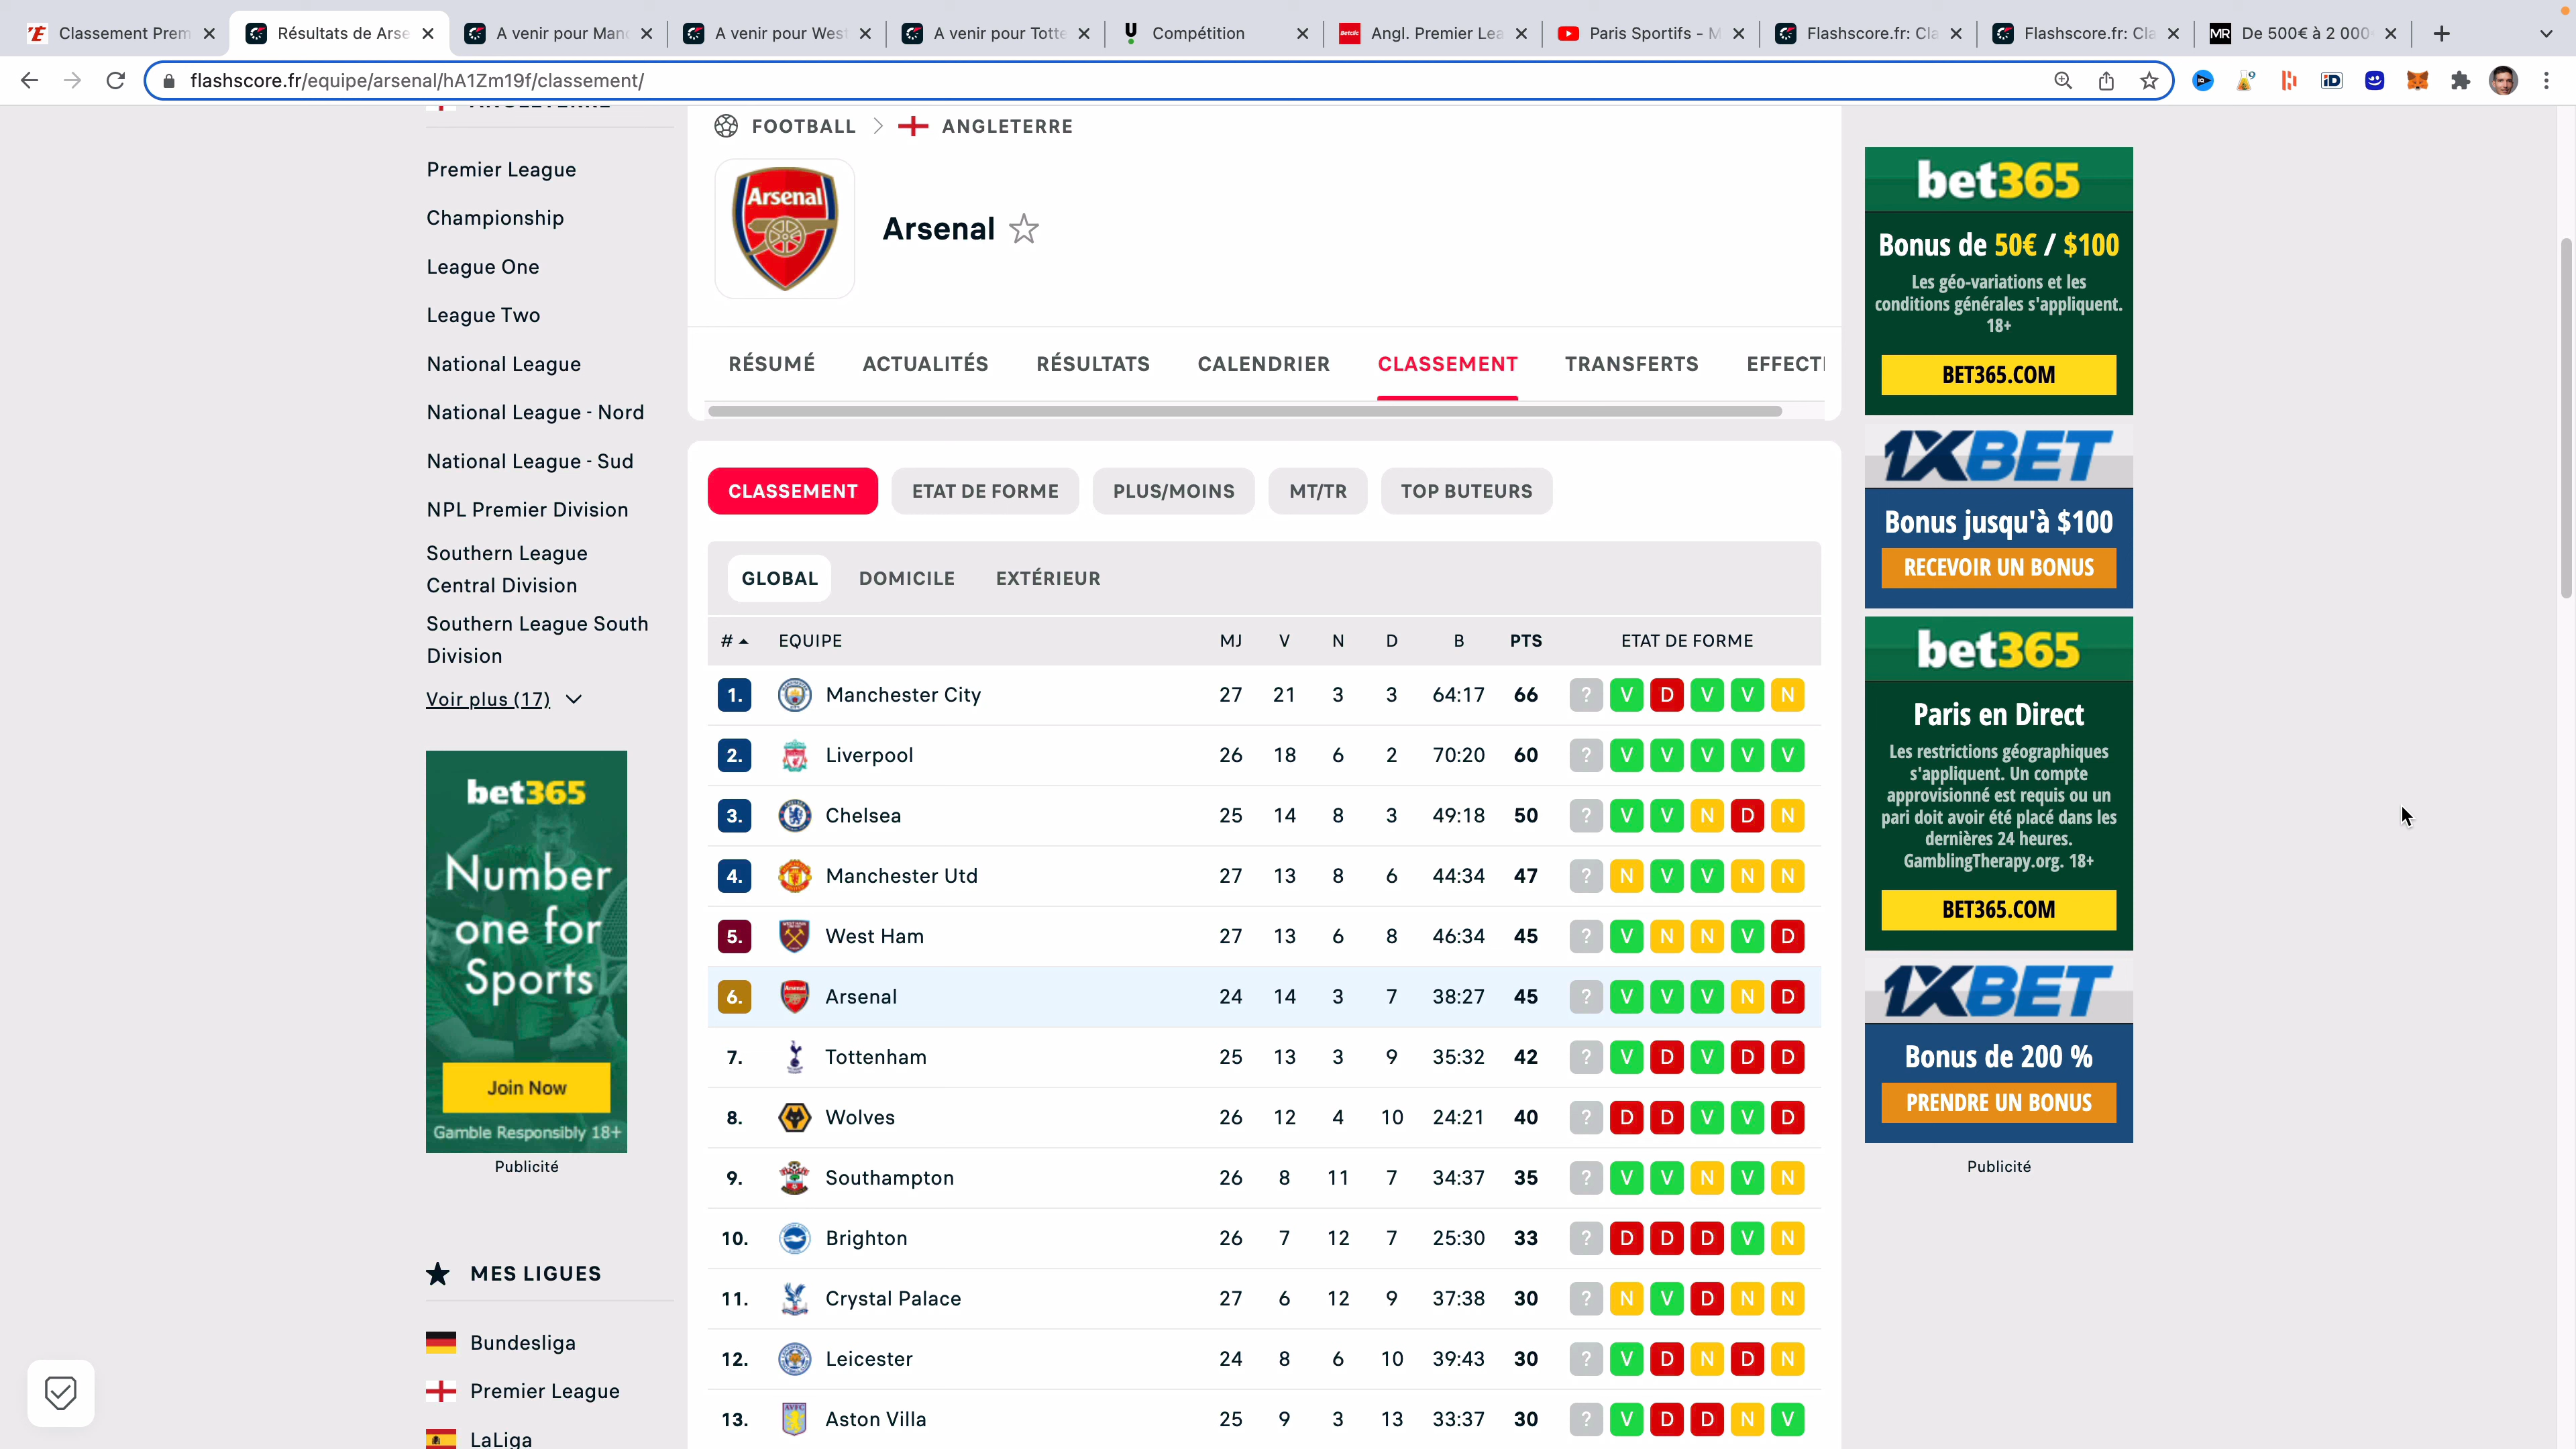 Classement Prem
Résultats de Arse
A venir pour Manc
A venir pour West
A venir pour Totte
Compétition
Angl. Premier Lea
Paris Sportifs - M
Flashscore.fr: Cla
Flashscore.fr: Cla
MR De 500€ à 2 000
flashscore.fr/equipe/arsenal/hA1Zm19f/classement/
ANGLETERRE
Premier League
Championship
League One
League Two
National League
National League - Nord
National League - Sud
NPL Premier Division
Southern League
Central Division
Southern League South
Division
Voir plus (17)
bet365
Number
one for
Sports
Join Now
Gamble Responsibly 18+
Publicité
MES LIGUES
Bundesliga
Premier League
LaLiga
FOOTBALL > ANGLETERRE
Arsenal
Arsenal
RÉSUMÉ ACTUALITÉS RÉSULTATS CALENDRIER CLASSEMENT TRANSFERTS EFFECTI
CLASSEMENT ETAT DE FORME PLUS/MOINS MT/TR TOP BUTEURS
GLOBAL DOMICILE EXTÉRIEUR
# EQUIPE MJ V N D B PTS ETAT DE FORME
1. Manchester City 27 21 3 3 64:17 66 ? V D V V N
2. Liverpool 26 18 6 2 70:20 60 ? V V V V V
3. Chelsea 25 14 8 3 49:18 50 ? V V N D N
4. Manchester Utd 27 13 8 6 44:34 47 ? N V V N N
5. West Ham 27 13 6 8 46:34 45 ? V N N V D
6. Arsenal 24 14 3 7 38:27 45 ? V V V N D
7. Tottenham 25 13 3 9 35:32 42 ? V D V D D
8. Wolves 26 12 4 10 24:21 40 ? D D V V D
9. Southampton 26 8 11 7 34:37 35 ? V V N V N
10. Brighton 26 7 12 7 25:30 33 ? D D D V N
11. Crystal Palace 27 6 12 9 37:38 30 ? N V D N N
12. Leicester 24 8 6 10 39:43 30 ? V D N D N
13. Aston Villa 25 9 3 13 33:37 30 ? V D D N V
bet365
Bonus de 50€ / $100
Les géo-variations et les
conditions générales s'appliquent.
18+
BET365.COM
1XBET
Bonus jusqu'à $100
RECEVOIR UN BONUS
bet365
Paris en Direct
Les restrictions géographiques
s'appliquent. Un compte
approvisionné est requis ou un
pari doit avoir été placé dans les
dernières 24 heures.
GamblingTherapy.org. 18+
BET365.COM
1XBET
Bonus de 200 %
PRENDRE UN BONUS
Publicité